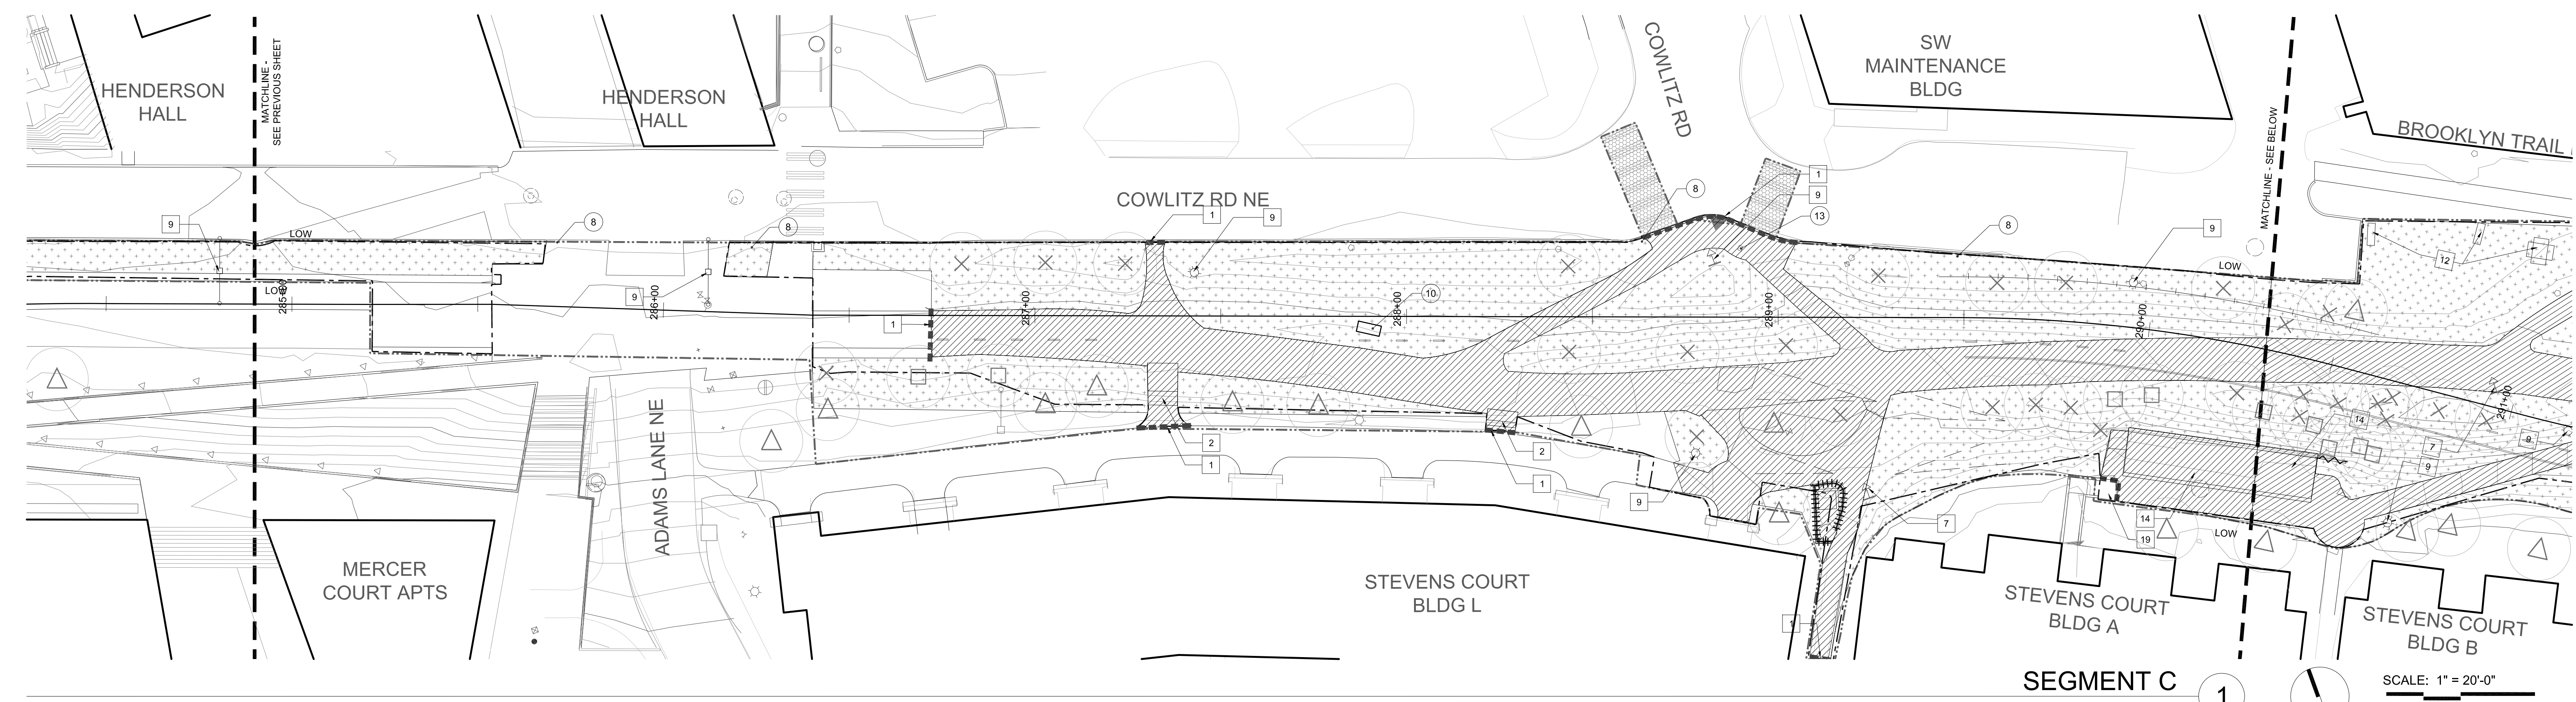 HENDERSON
HALL
MATCHLINE -
SEE PREVIOUS SHEET
HENDERSON
HALL
COWLITZ RD
SW
MAINTENANCE
BLDG
MATCHLINE - SEE BELOW
BROOKLYN TRAIL
COWLITZ RD NE
9
LOW
8
8
1
9
8
1
9
13
8
9
LOW
12
LOW
285+00
9
286+00
1
287+00
10
288+00
289+00
290+00
291+00
14
7
9
9
2
1
2
1
9
7
14
19
LOW
1
ADAMS LANE NE
MERCER
COURT APTS
STEVENS COURT
BLDG L
STEVENS COURT
BLDG A
STEVENS COURT
BLDG B
SEGMENT C
1
SCALE: 1" = 20'-0"